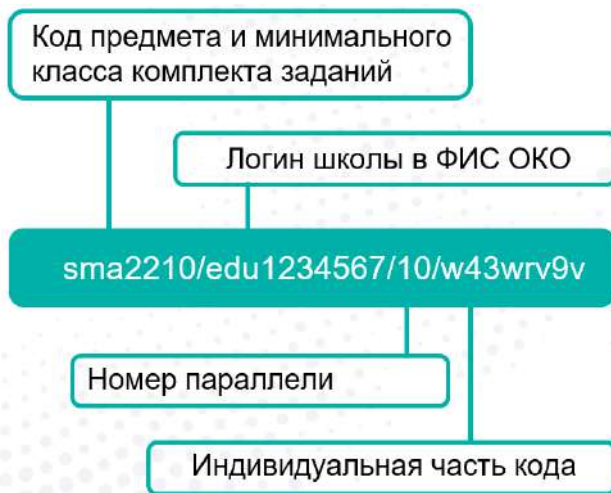 Код предмета и минимального
класса комплекта заданий
Логин школы в ФИС ОКО
sma2210/edu1234567/10/w43wrv9v
Номер параллели
Индивидуальная часть кода